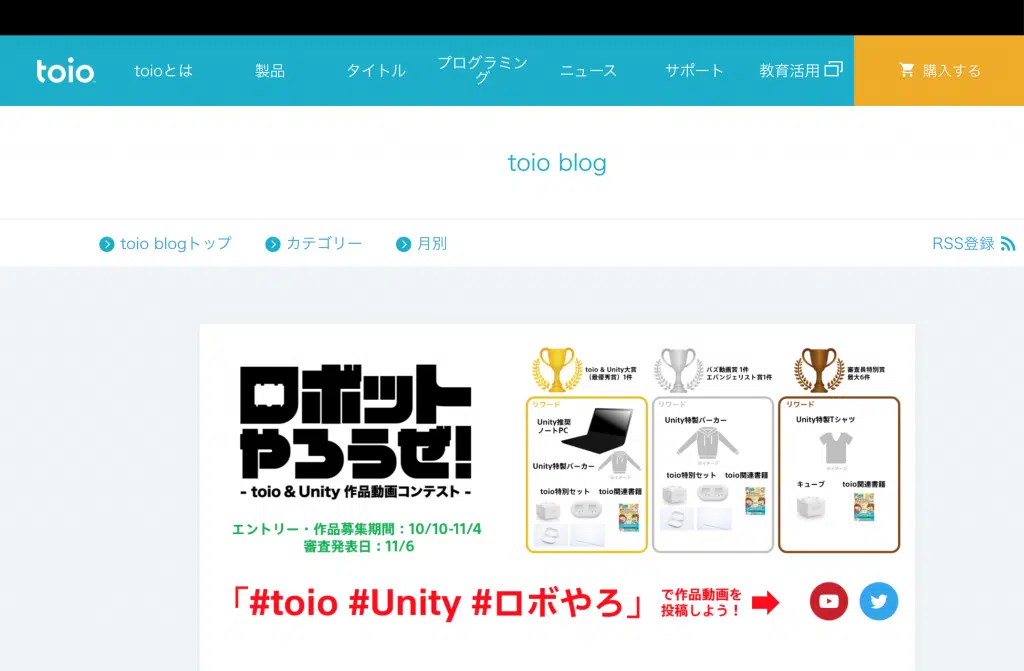 toio
toioとは
製品
タイトル
プログラミン
グ
ニュース
サポート
教育活用
購入する
toio blog
toio blogトップ
カテゴリー
月別
RSS登録
ロボット
やろうぜ!
- toio & Unity 作品動画コンテスト -
エントリー・作品募集期間：10/10-11/4
審査発表日：11/6
toio & Unity大賞
（最優秀賞）1件
リワード
Unity推奨
ノートPC
Unity特製パーカー
toio特別セット
toio関連書籍
バズ動画賞 1件
エバンジェリスト賞1件
リワード
Unity特製パーカー
toio特別セット
toio関連書籍
審査員特別賞
最大6件
リワード
Unity特製Tシャツ
キューブ
toio関連書籍
「#toio #Unity #ロボやろ」
で作品動画を
投稿しよう！